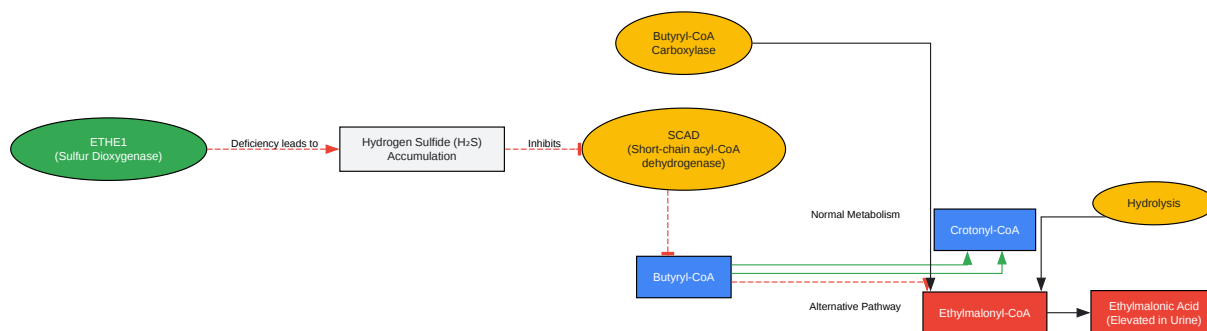 Butyryl-CoA
Carboxylase
ETHE1
(Sulfur Dioxygenase)
Deficiency leads to
Hydrogen Sulfide (H₂S)
Accumulation
Inhibits
SCAD
(Short-chain acyl-CoA
dehydrogenase)
Hydrolysis
Normal Metabolism
Crotonyl-CoA
Butyryl-CoA
Alternative Pathway
Ethylmalonyl-CoA
Ethylmalonic Acid
(Elevated in Urine)